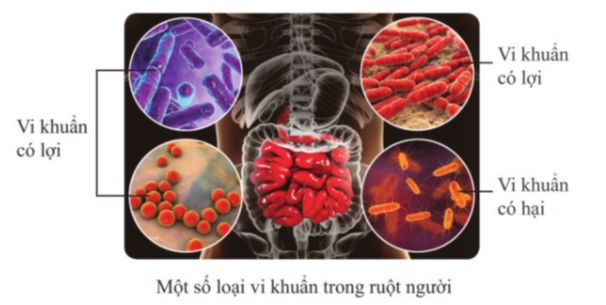 Vi khuẩn
có lợi
Vi khuẩn
có lợi
Vi khuẩn
có hại
Một số loại vi khuẩn trong ruột người